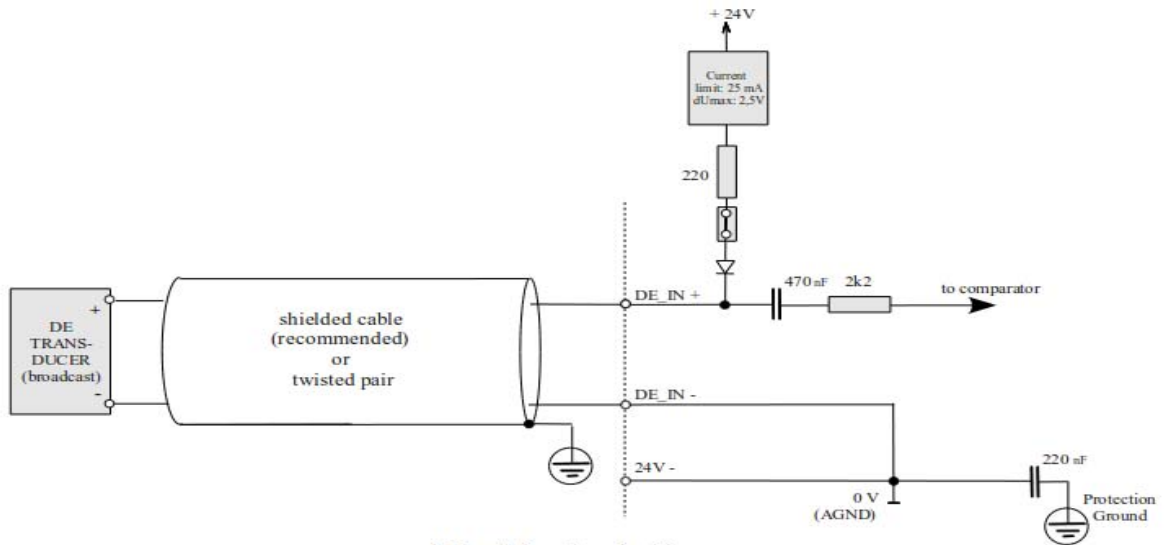 + 24V
Current
limit: 25 mA
dUmax: 2,5V
220
470 nF
2k2
to comparator
DE_IN +
+
DE
TRANS-
DUCER
(broadcast)
-
shielded cable
(recommended)
or
twisted pair
DE_IN -
24V -
0 V
(AGND)
220 nF
Protection
Ground